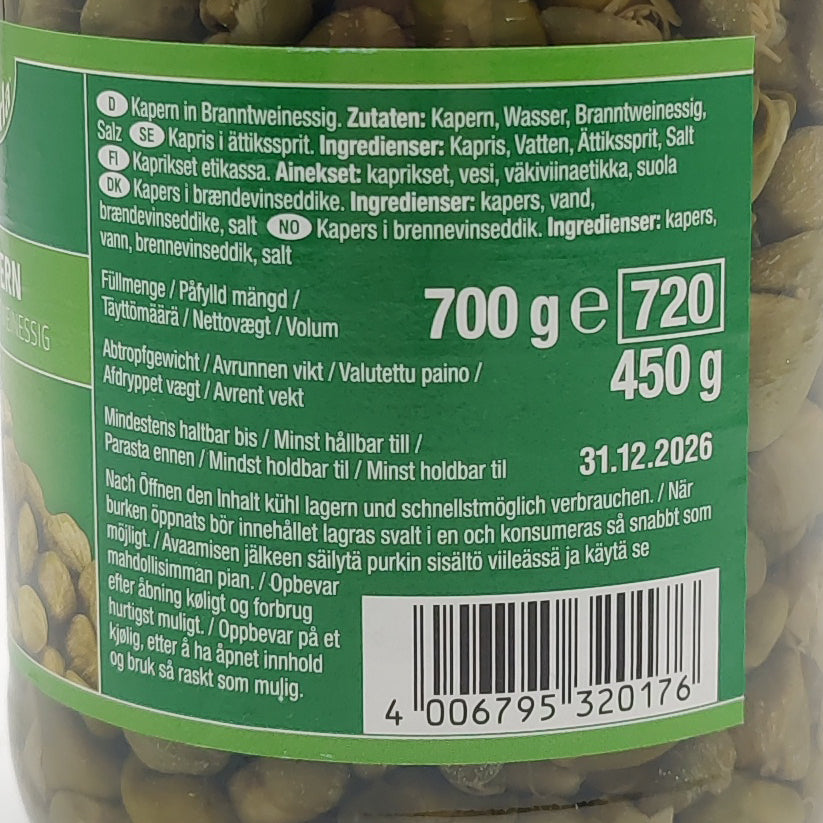 D Kapern in Branntweinessig. Zutaten: Kapern, Wasser, Branntweinessig,
Salz SE Kapris i ättikssprit. Ingredienser: Kapris, Vatten, Ättikssprit, Salt
FI Kaprikset etikassa. Ainekset: kaprikset, vesi, väkiviinaetikka, suola
DK Kapers i brændevinseddike. Ingredienser: kapers, vand,
brændevinseddike, salt NO Kapers i brennevinseddik. Ingredienser: kapers,
vann, brennevinseddik, salt
ERN
Füllmenge / Påfylld mängd /
Täyttömäärä / Nettovægt / Volum
700 g e 720
Abtropfgewicht / Avrunnen vikt / Valutettu paino /
Afdryppet vægt / Avrent vekt
450 g
Mindestens haltbar bis / Minst hållbar till /
Parasta ennen / Mindst holdbar til / Minst holdbar til
31.12.2026
Nach Öffnen den Inhalt kühl lagern und schnellstmöglich verbrauchen. / När
burken öppnats bör innehållet lagras svalt i en och konsumeras så snabbt som
möjligt. / Avaamisen jälkeen säilytä purkin sisältö viileässä ja käytä se
mahdollisimman pian. / Opbevar
efter åbning køligt og forbrug
hurtigst muligt. / Oppbevar på et
kjølig, etter å ha åpnet innhold
og bruk så raskt som mulig.
4 006795 320176